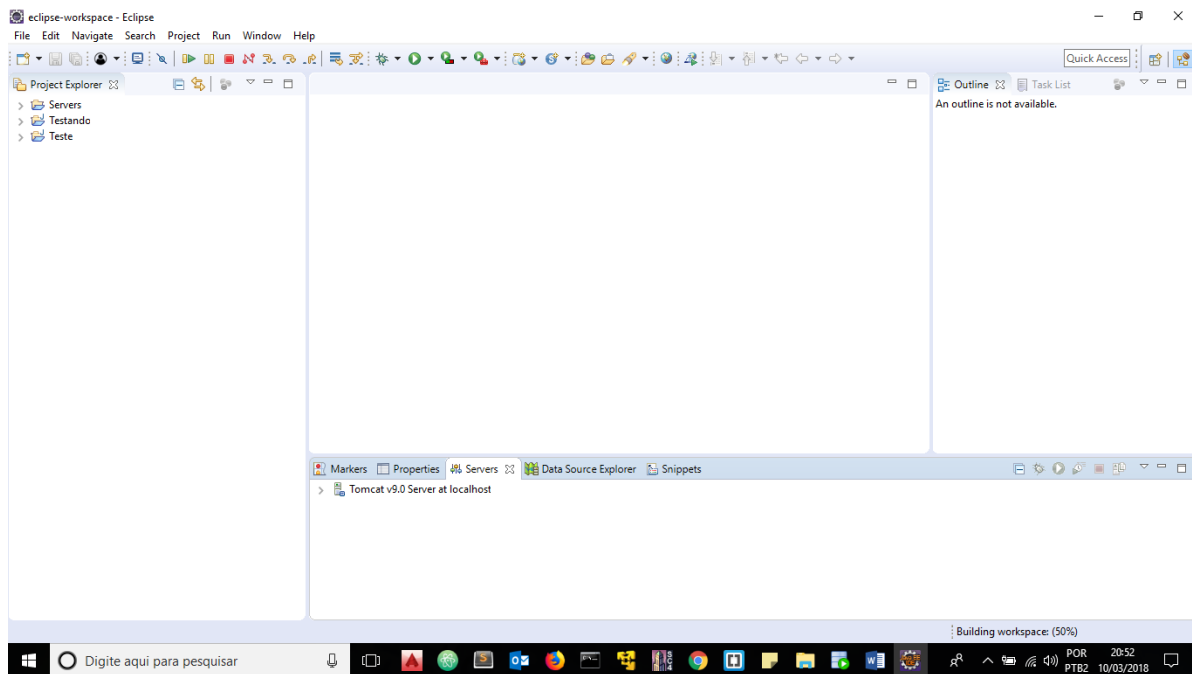 eclipse-workspace - Eclipse
File Edit Navigate Search Project Run Window Help
Quick Access
Project Explorer
Servers
Testando
Teste
Outline
Task List
An outline is not available.
Markers
Properties
Servers
Data Source Explorer
Snippets
Tomcat v9.0 Server at localhost
Building workspace: (50%)
Digite aqui para pesquisar
POR
PTB2
20:52
10/03/2018